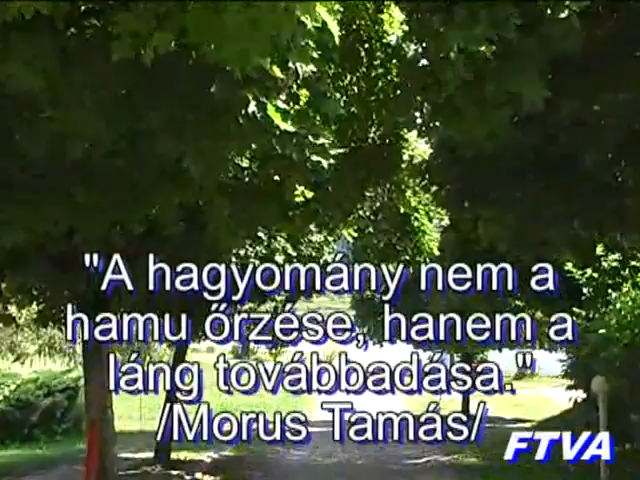 "A hagyomány nem a
hamu őrzése, hanem a
láng továbbadása."
/Morus Tamás/
FTVA